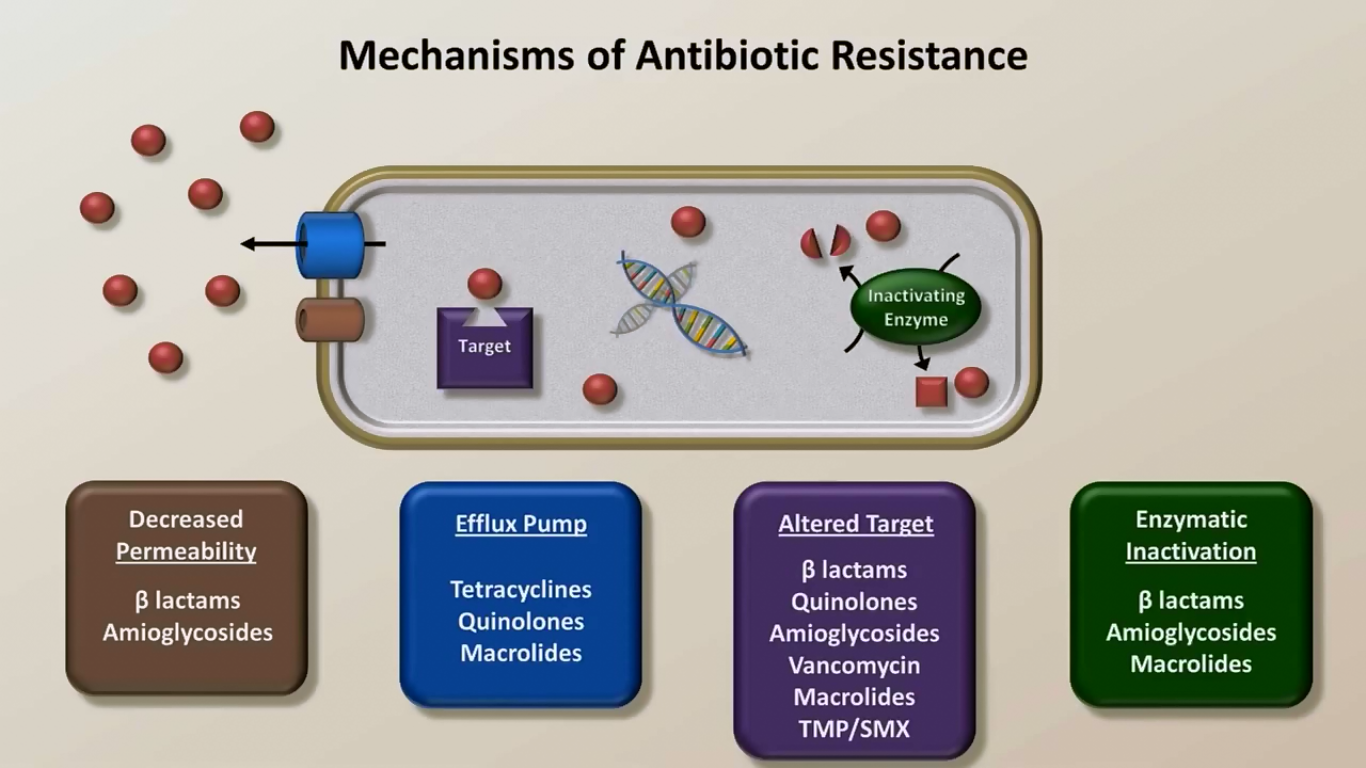 Mechanisms of Antibiotic Resistance
Target
Inactivating
Enzyme
Decreased
Permeability
β lactams
Amioglycosides
Efflux Pump
Tetracyclines
Quinolones
Macrolides
Altered Target
β lactams
Quinolones
Amioglycosides
Vancomycin
Macrolides
TMP/SMX
Enzymatic
Inactivation
β lactams
Amioglycosides
Macrolides